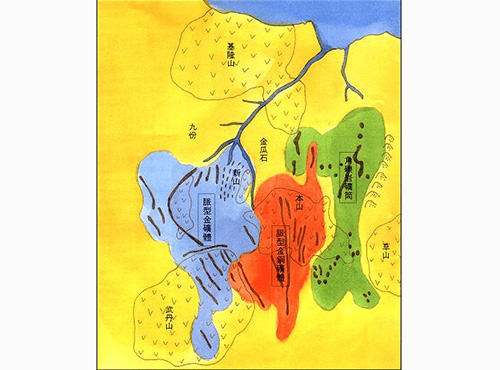 基隆山
九份
金瓜石
新山
脈型金礦體
本山
脈型金銅礦體
角礫岩礦筒
草山
武丹山